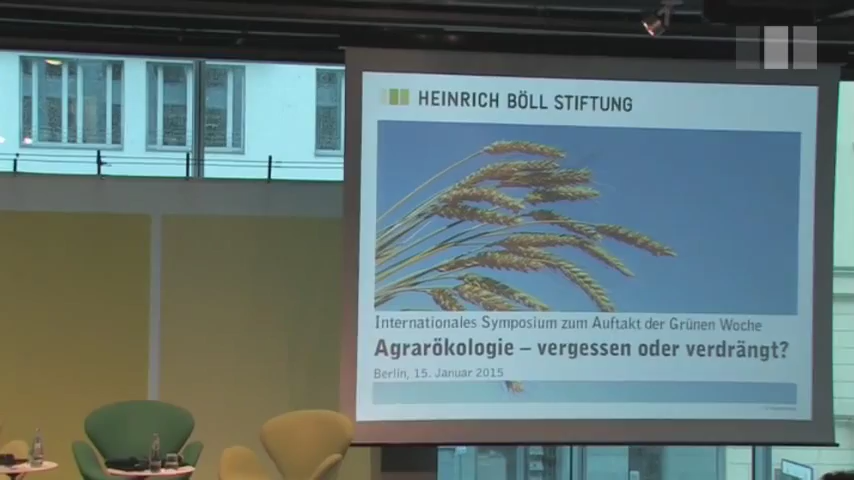 HEINRICH BÖLL STIFTUNG
Internationales Symposium zum Auftakt der Grünen Woche
Agrarökologie – vergessen oder verdrängt?
Berlin, 15. Januar 2015